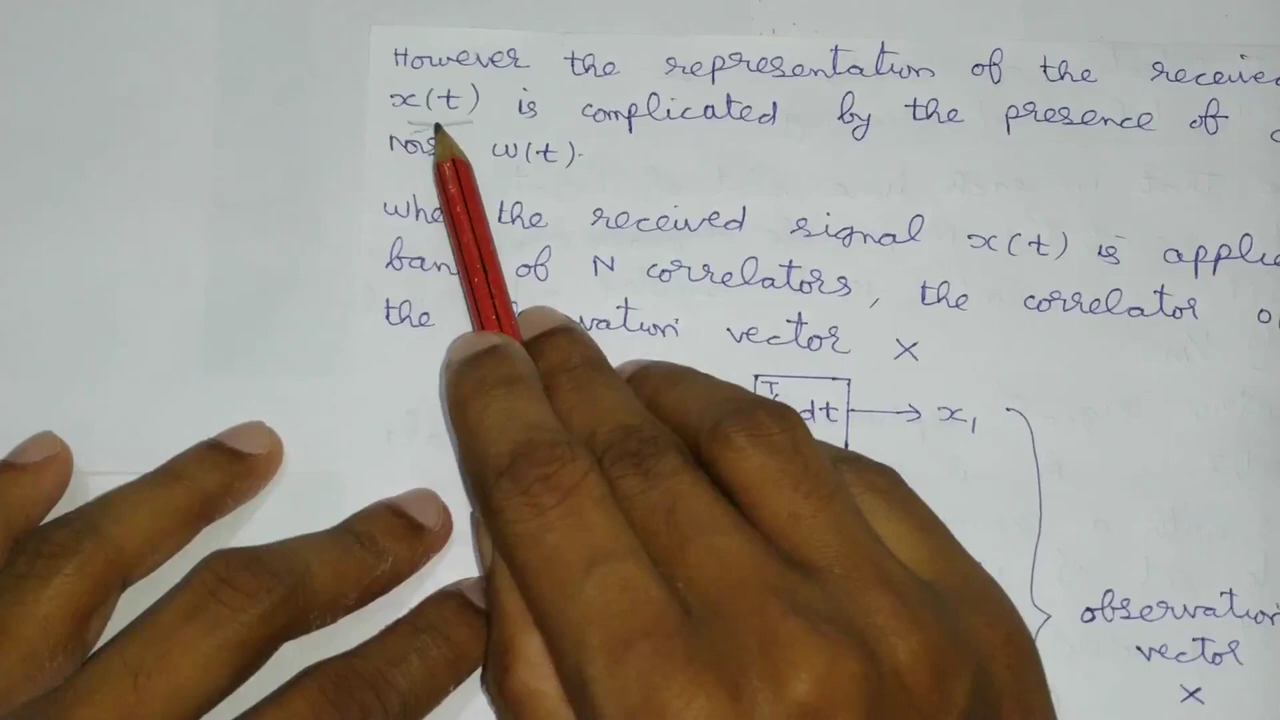 However the representation of the
x(t) is complicated by the presence of
w(t).
the received signal x(t) is
of N correlators, the correlator
the vector X
dt → x1
observation
vector
X